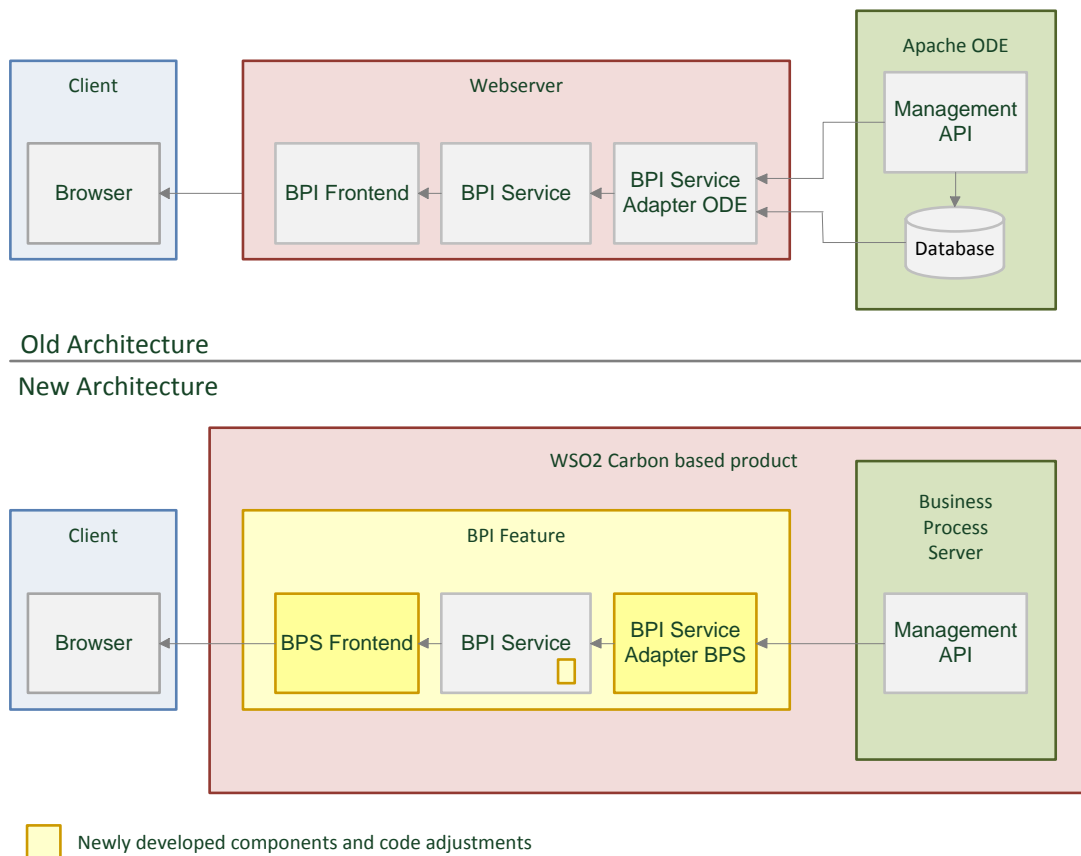 Apache ODE
Client
Webserver
Management
API
Browser
BPI Frontend
BPI Service
BPI Service
Adapter ODE
Database
Old Architecture
New Architecture
WSO2 Carbon based product
Business
Process
Server
Client
BPI Feature
Browser
BPS Frontend
BPI Service
BPI Service
Adapter BPS
Management
API
Newly developed components and code adjustments